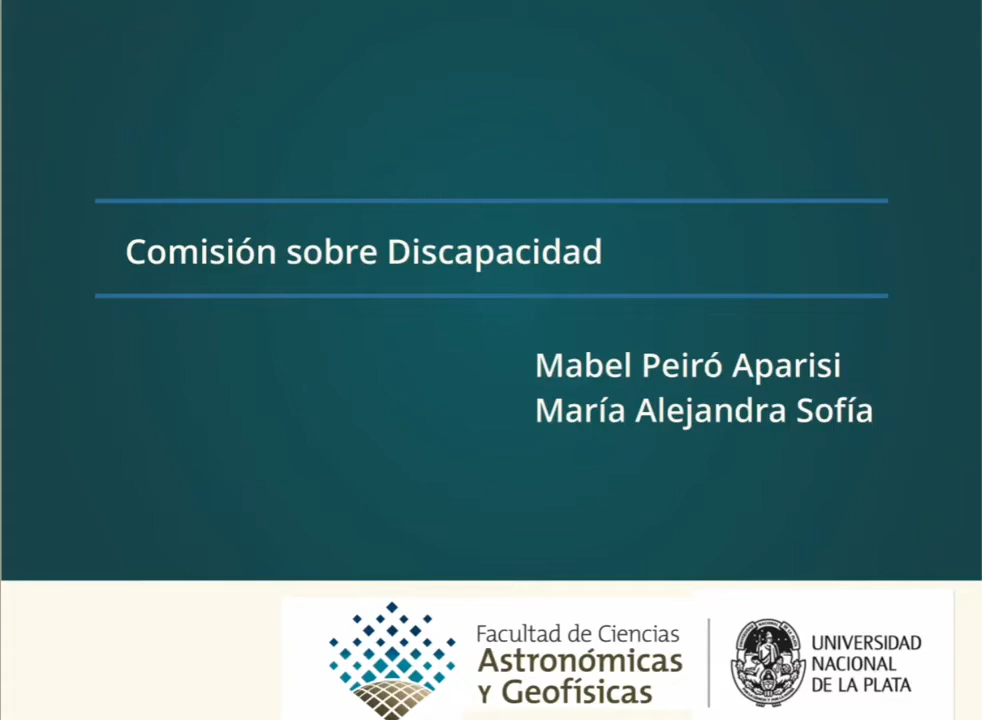 Comisión sobre Discapacidad
Mabel Peiró Aparisi
María Alejandra Sofía
Facultad de Ciencias
Astronómicas
y Geofísicas
UNIVERSIDAD
NACIONAL
DE LA PLATA